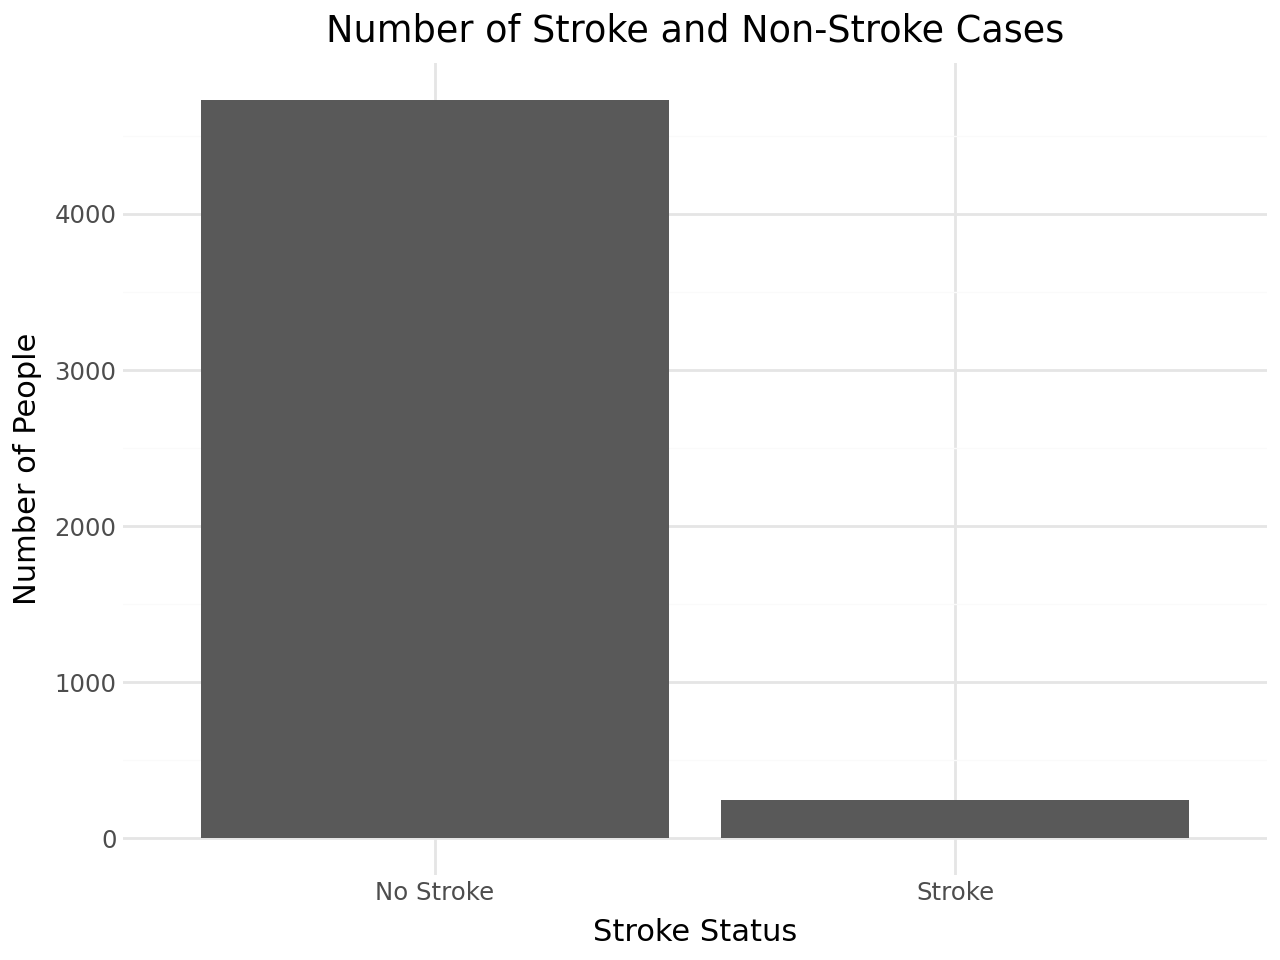 Number of Stroke and Non-Stroke Cases
Number of People
4000
3000
2000
1000
0
No Stroke
Stroke
Stroke Status